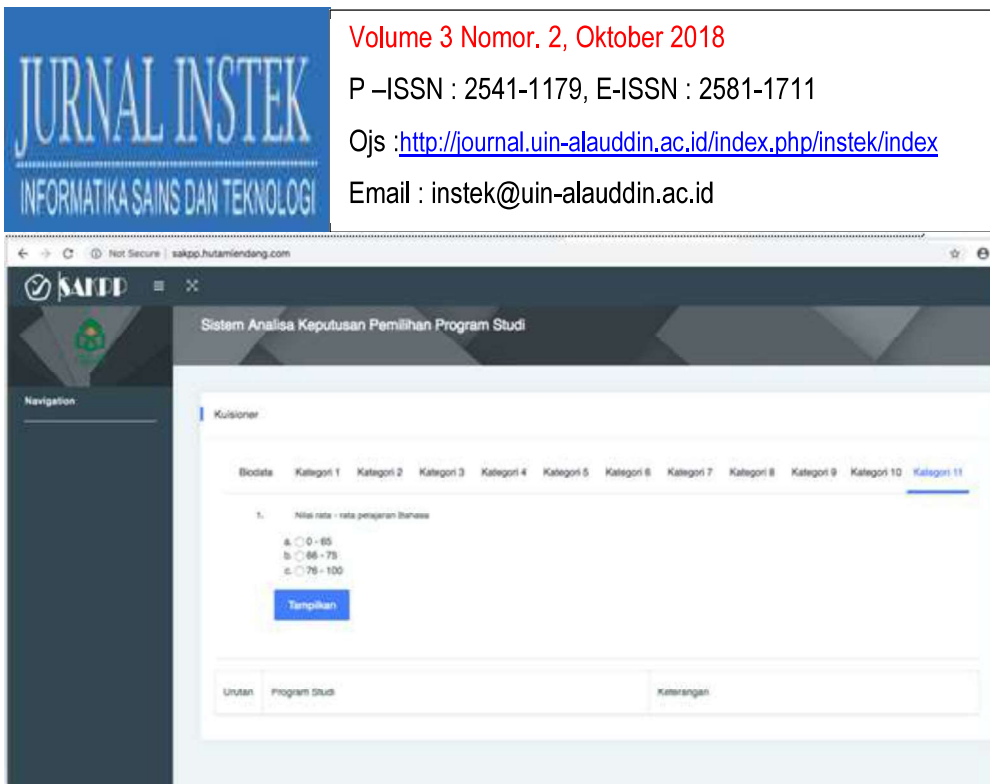 JURNAL INSTEK
INFORMATIKA SAINS DAN TEKNOLOGI
Volume 3 Nomor. 2, Oktober 2018
P –ISSN : 2541-1179, E-ISSN : 2581-1711
Ojs :http://journal.uin-alauddin.ac.id/index.php/instek/index
Email : instek@uin-alauddin.ac.id
Not Secure | sakpp.hutamiendang.com
SAKPP
Sistem Analisa Keputusan Pemilihan Program Studi
Navigation
Kuisioner
Biodata Kategori 1 Kategori 2 Kategori 3 Kategori 4 Kategori 5 Kategori 6 Kategori 7 Kategori 8 Kategori 9 Kategori 10 Kategori 11
1. Nilai rata - rata pelajaran Bahasa
a. 0 - 65
b. 66 - 75
c. 76 - 100
Tampilkan
Urutan Program Studi Keterangan